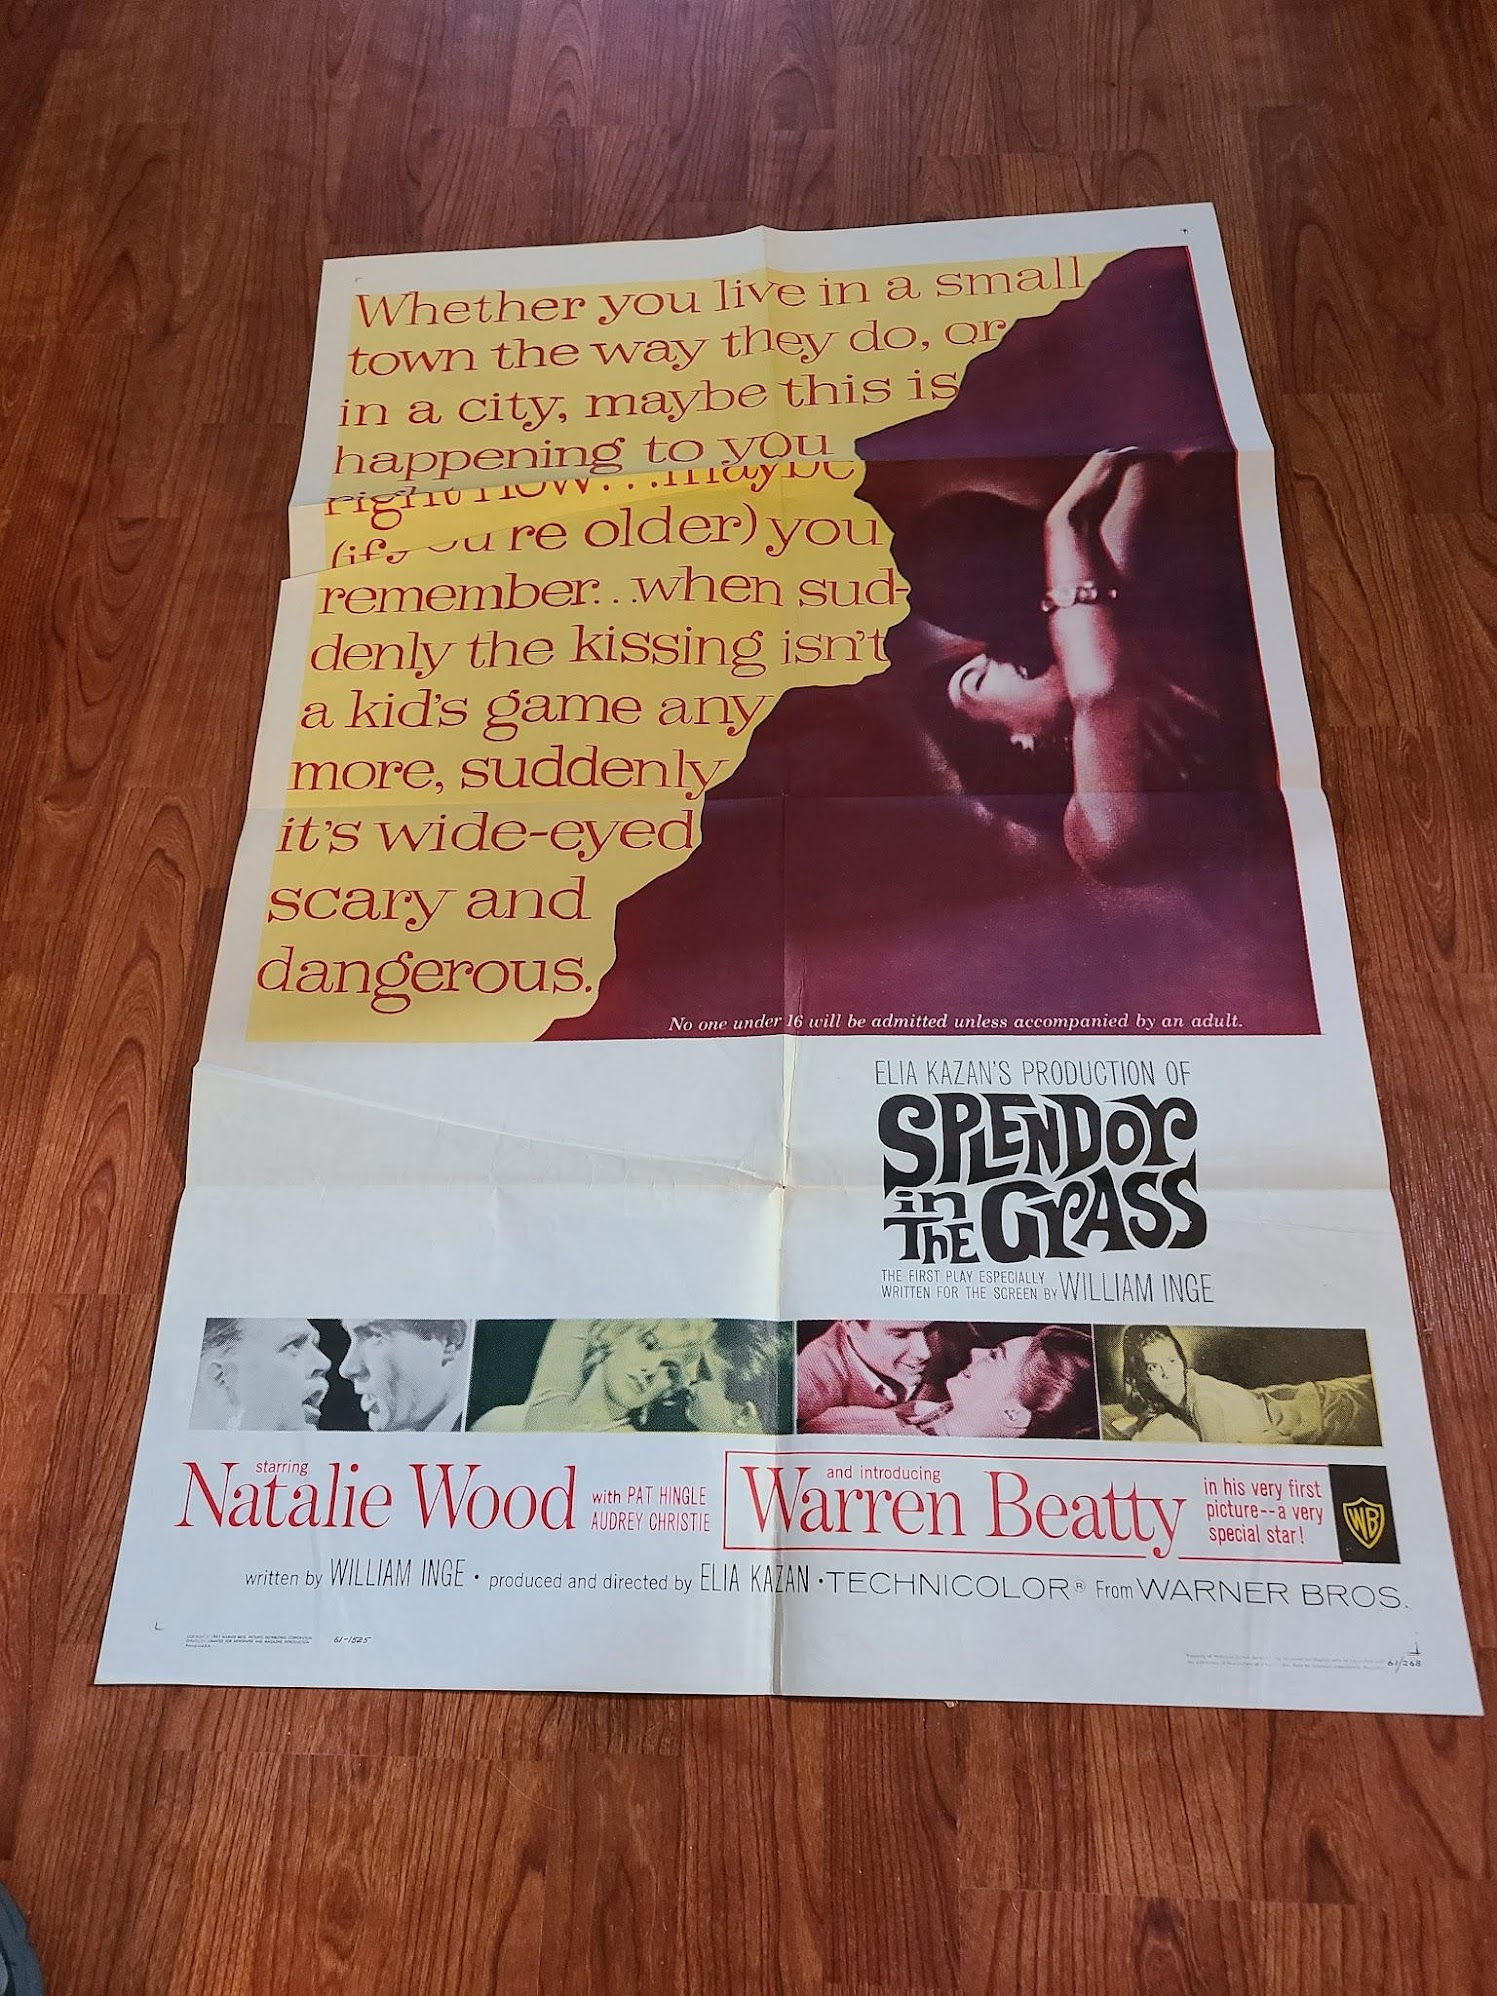 Whether you live in a small
town the way they do, or
in a city, maybe this is
happening to you
right now...maybe
(if you're older) you
remember...when sud-
denly the kissing isn't
a kid's game any
more, suddenly
it's wide-eyed
scary and
dangerous.
No one under 16 will be admitted unless accompanied by an adult.
ELIA KAZAN'S PRODUCTION OF
SPLENDOR
in
THE GRASS
THE FIRST PLAY ESPECIALLY
WRITTEN FOR THE SCREEN BY WILLIAM INGE
starring
Natalie Wood
with PAT HINGLE
AUDREY CHRISTIE
and introducing
Warren Beatty
in his very first
picture--a very
special star!
WB
written by WILLIAM INGE • produced and directed by ELIA KAZAN • TECHNICOLOR® From WARNER BROS.
61-1525
61/268